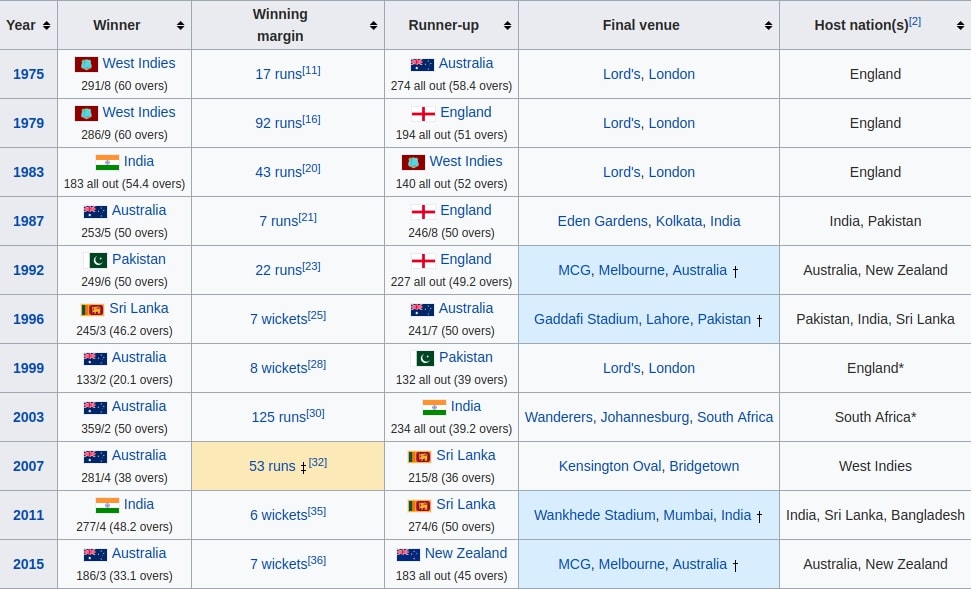 Year Winner Winning margin Runner-up Final venue Host nation(s)[2]
1975 West Indies 291/8 (60 overs) 17 runs[11] Australia 274 all out (58.4 overs) Lord's, London England
1979 West Indies 286/9 (60 overs) 92 runs[16] England 194 all out (51 overs) Lord's, London England
1983 India 183 all out (54.4 overs) 43 runs[20] West Indies 140 all out (52 overs) Lord's, London England
1987 Australia 253/5 (50 overs) 7 runs[21] England 246/8 (50 overs) Eden Gardens, Kolkata, India India, Pakistan
1992 Pakistan 249/6 (50 overs) 22 runs[23] England 227 all out (49.2 overs) MCG, Melbourne, Australia † Australia, New Zealand
1996 Sri Lanka 245/3 (46.2 overs) 7 wickets[25] Australia 241/7 (50 overs) Gaddafi Stadium, Lahore, Pakistan † Pakistan, India, Sri Lanka
1999 Australia 133/2 (20.1 overs) 8 wickets[28] Pakistan 132 all out (39 overs) Lord's, London England*
2003 Australia 359/2 (50 overs) 125 runs[30] India 234 all out (39.2 overs) Wanderers, Johannesburg, South Africa South Africa*
2007 Australia 281/4 (38 overs) 53 runs ‡[32] Sri Lanka 215/8 (36 overs) Kensington Oval, Bridgetown West Indies
2011 India 277/4 (48.2 overs) 6 wickets[35] Sri Lanka 274/6 (50 overs) Wankhede Stadium, Mumbai, India † India, Sri Lanka, Bangladesh
2015 Australia 186/3 (33.1 overs) 7 wickets[36] New Zealand 183 all out (45 overs) MCG, Melbourne, Australia † Australia, New Zealand